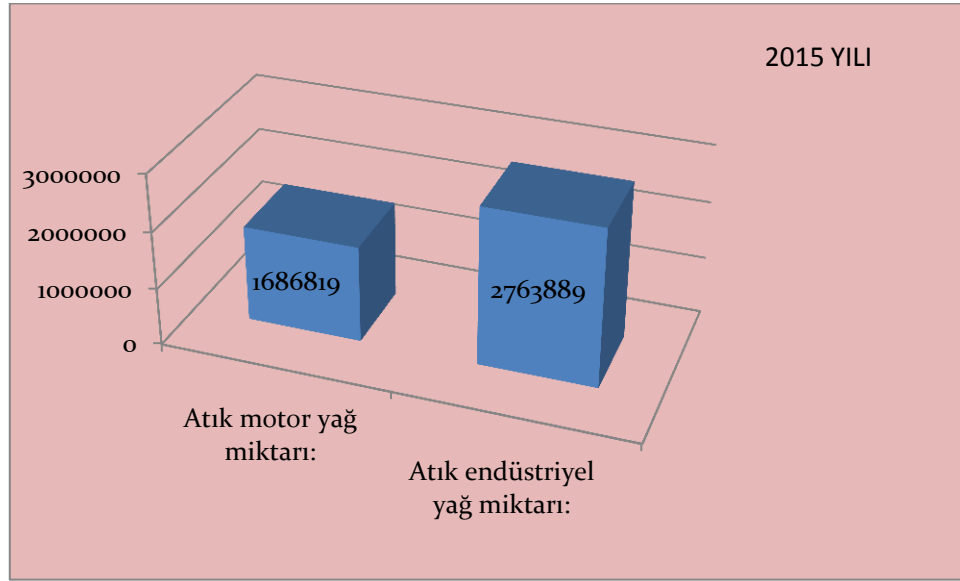 2015 YILI
3000000
2000000
1000000
0
1686819
2763889
Atık motor yağ
miktarı:
Atık endüstriyel
yağ miktarı: